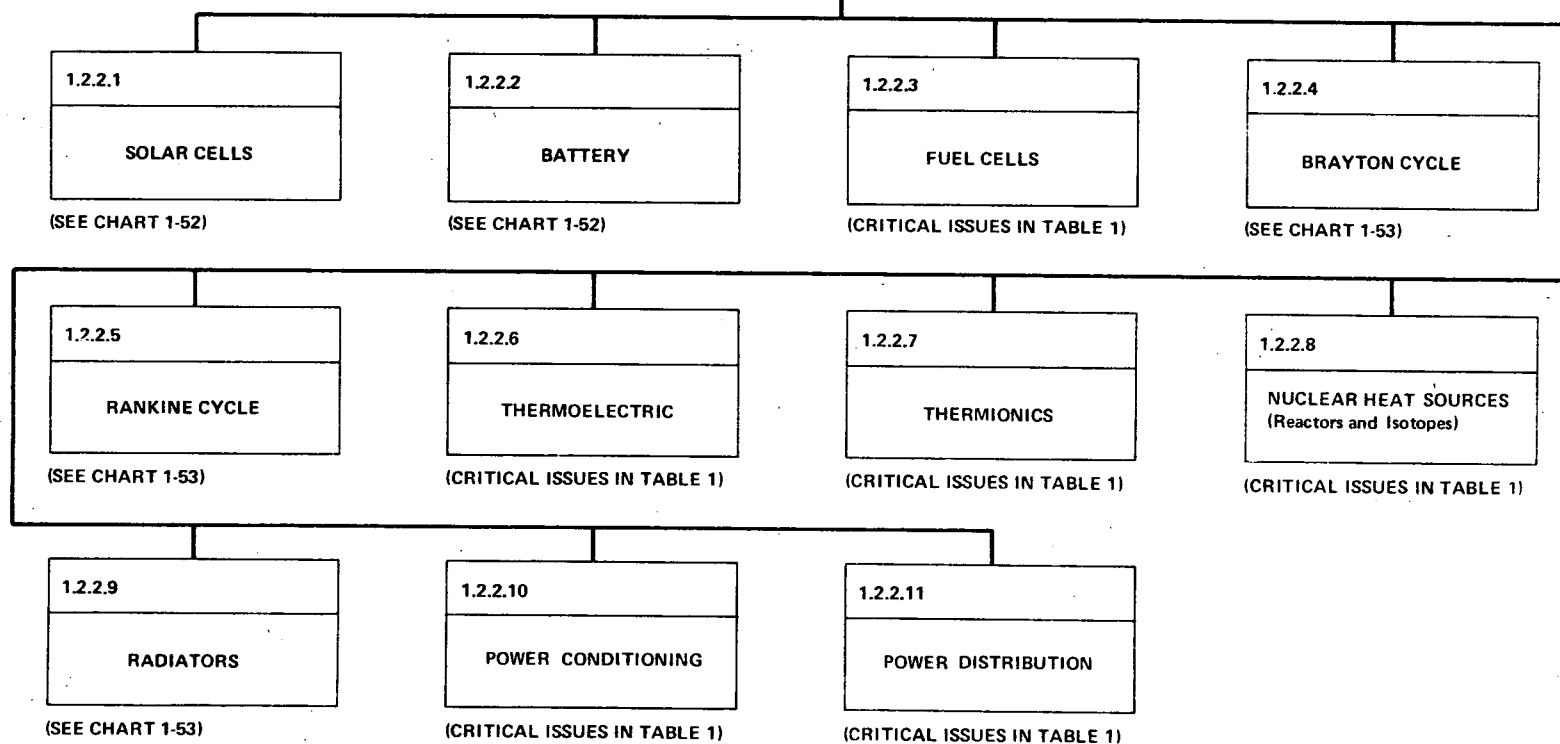 1.2.2.1
SOLAR CELLS
(SEE CHART 1-52)
1.2.2.2
BATTERY
(SEE CHART 1-52)
1.2.2.3
FUEL CELLS
(CRITICAL ISSUES IN TABLE 1)
1.2.2.4
BRAYTON CYCLE
(SEE CHART 1-53)
1.2.2.5
RANKINE CYCLE
(SEE CHART 1-53)
1.2.2.6
THERMOELECTRIC
(CRITICAL ISSUES IN TABLE 1)
1.2.2.7
THERMIONICS
(CRITICAL ISSUES IN TABLE 1)
1.2.2.8
NUCLEAR HEAT SOURCES
(Reactors and Isotopes)
(CRITICAL ISSUES IN TABLE 1)
1.2.2.9
RADIATORS
(SEE CHART 1-53)
1.2.2.10
POWER CONDITIONING
(CRITICAL ISSUES IN TABLE 1)
1.2.2.11
POWER DISTRIBUTION
(CRITICAL ISSUES IN TABLE 1)